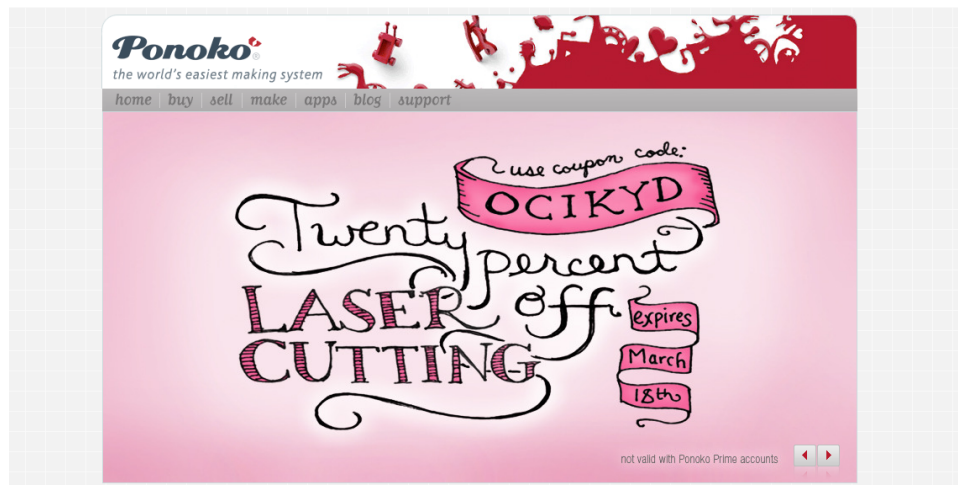 Ponoko®
the world's easiest making system
home buy sell make apps blog support
use coupon code:
OCIKYD
Twenty percent off
LASER
CUTTING
expires
March
18th
not valid with Ponoko Prime accounts